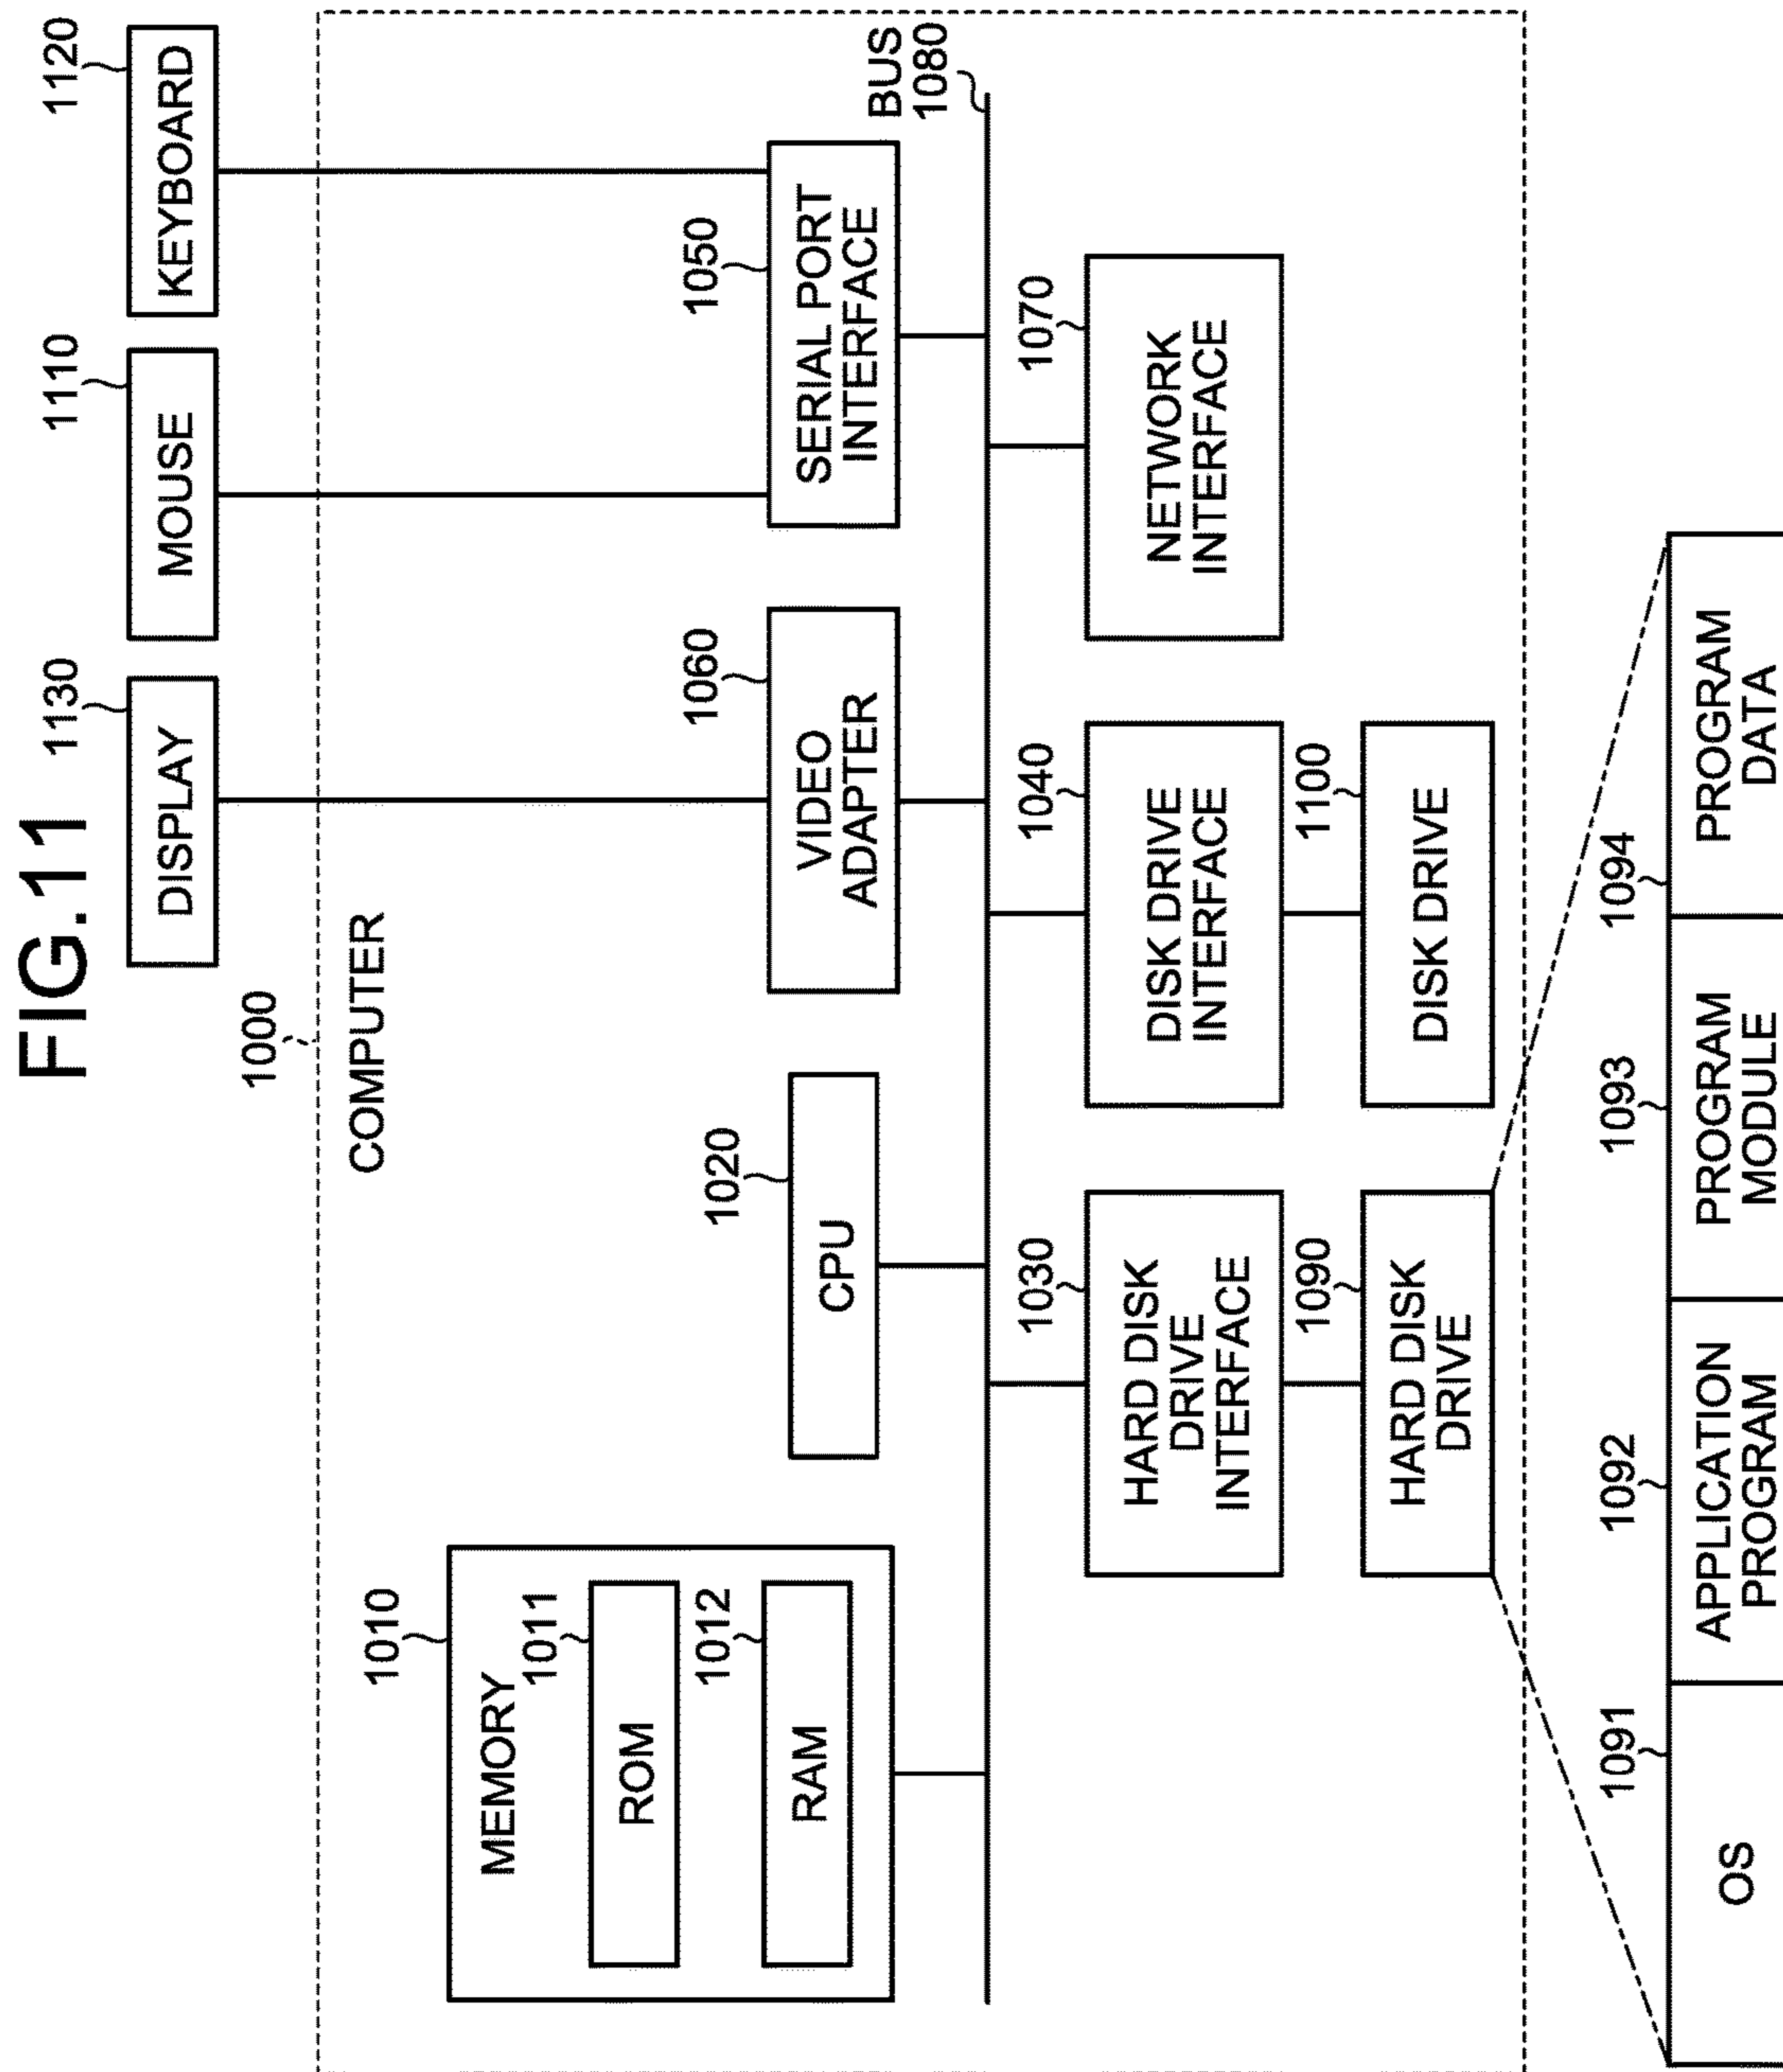 FIG.11
1130
1110
1120
DISPLAY
MOUSE
KEYBOARD
1000
COMPUTER
1010
MEMORY
1011
ROM
1012
RAM
1020
CPU
1060
VIDEO
ADAPTER
1050
SERIAL PORT
INTERFACE
BUS
1080
1030
HARD DISK
DRIVE
INTERFACE
1040
DISK DRIVE
INTERFACE
1070
NETWORK
INTERFACE
1090
HARD DISK
DRIVE
1100
DISK DRIVE
1091
OS
1092
APPLICATION
PROGRAM
1093
PROGRAM
MODULE
1094
PROGRAM
DATA